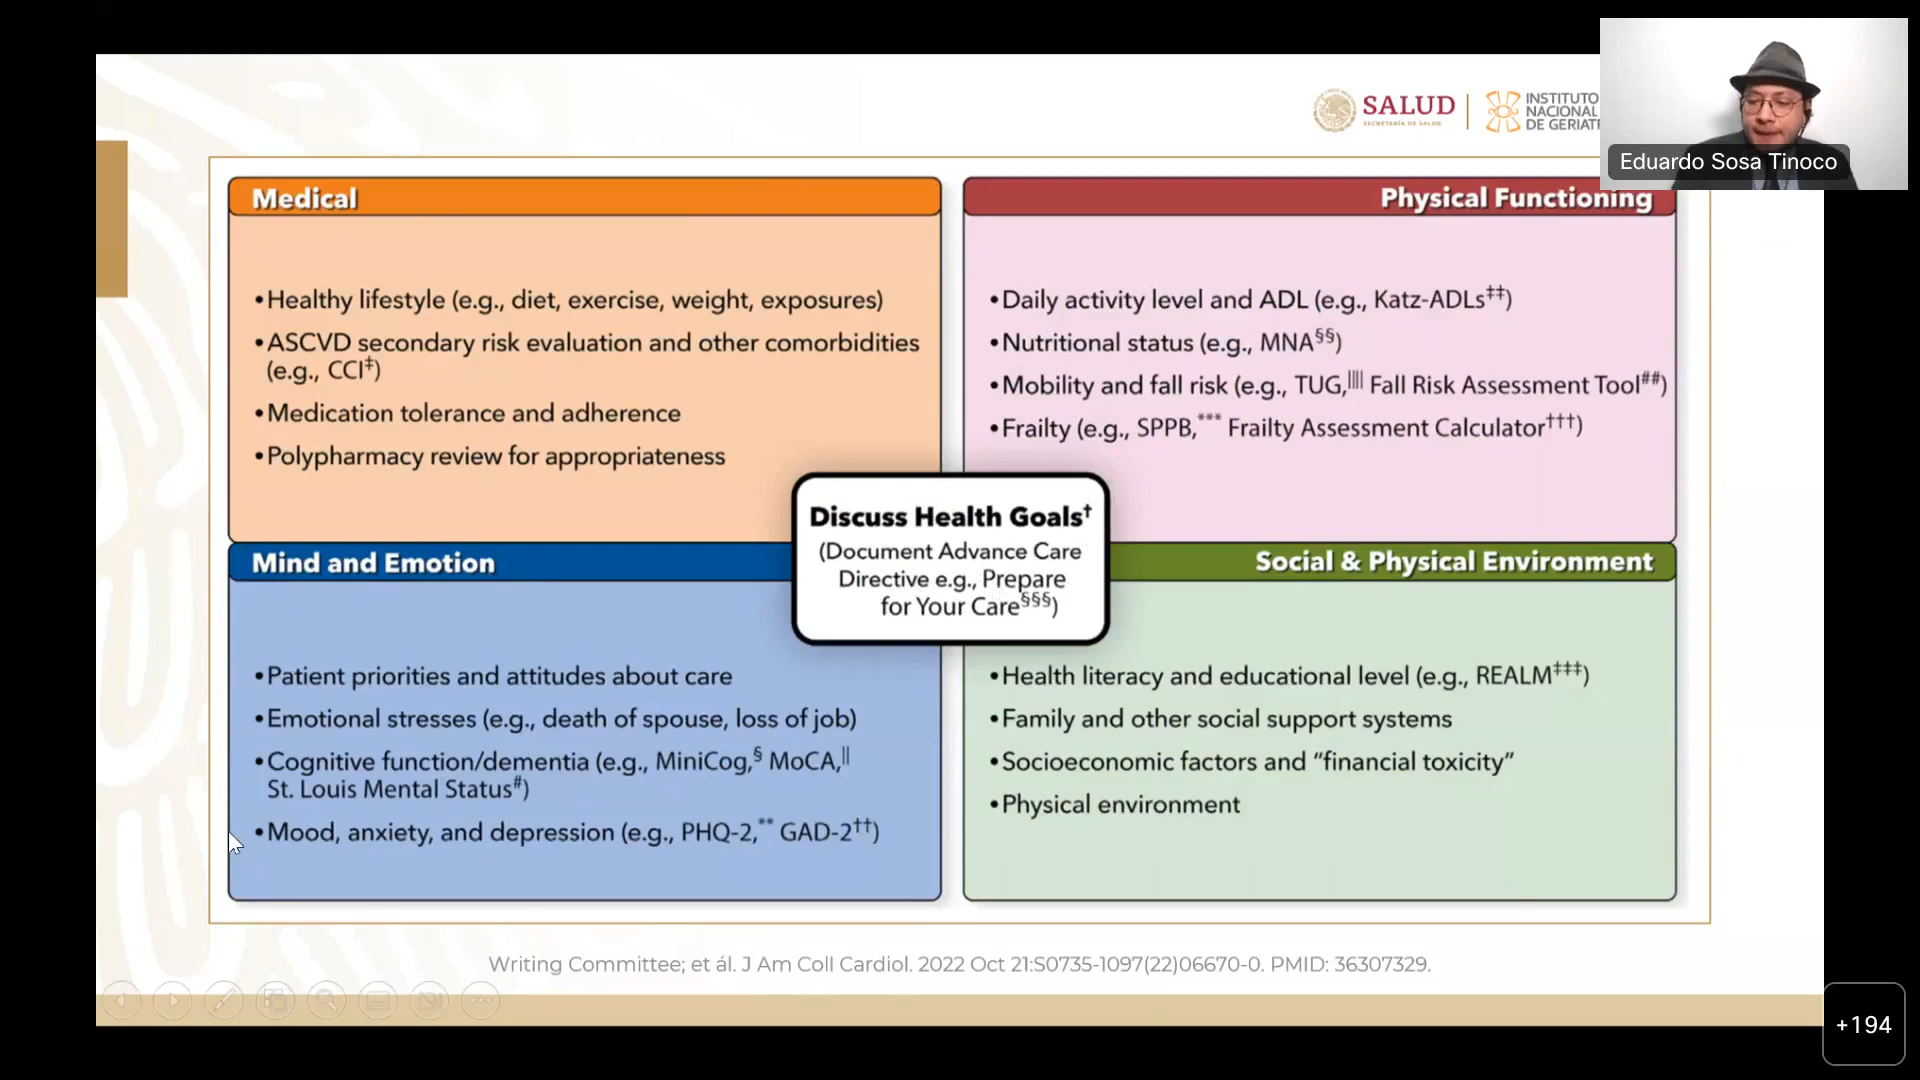 SALUD
SECRETARÍA DE SALUD
INSTITUTO
NACIONAL
DE GERIATR
Eduardo Sosa Tinoco
Medical
•Healthy lifestyle (e.g., diet, exercise, weight, exposures)
•ASCVD secondary risk evaluation and other comorbidities
(e.g., CCI‡)
•Medication tolerance and adherence
•Polypharmacy review for appropriateness
Physical Functioning
•Daily activity level and ADL (e.g., Katz-ADLs‡‡)
•Nutritional status (e.g., MNA§§)
•Mobility and fall risk (e.g., TUG,|||| Fall Risk Assessment Tool##)
•Frailty (e.g., SPPB,*** Frailty Assessment Calculator†††)
Discuss Health Goals†
(Document Advance Care
Directive e.g., Prepare
for Your Care§§§)
Mind and Emotion
•Patient priorities and attitudes about care
•Emotional stresses (e.g., death of spouse, loss of job)
•Cognitive function/dementia (e.g., MiniCog,§ MoCA,||
St. Louis Mental Status#)
•Mood, anxiety, and depression (e.g., PHQ-2,** GAD-2††)
Social & Physical Environment
•Health literacy and educational level (e.g., REALM‡‡‡)
•Family and other social support systems
•Socioeconomic factors and “financial toxicity”
•Physical environment
Writing Committee; et ál. J Am Coll Cardiol. 2022 Oct 21:S0735-1097(22)06670-0. PMID: 36307329.
+194